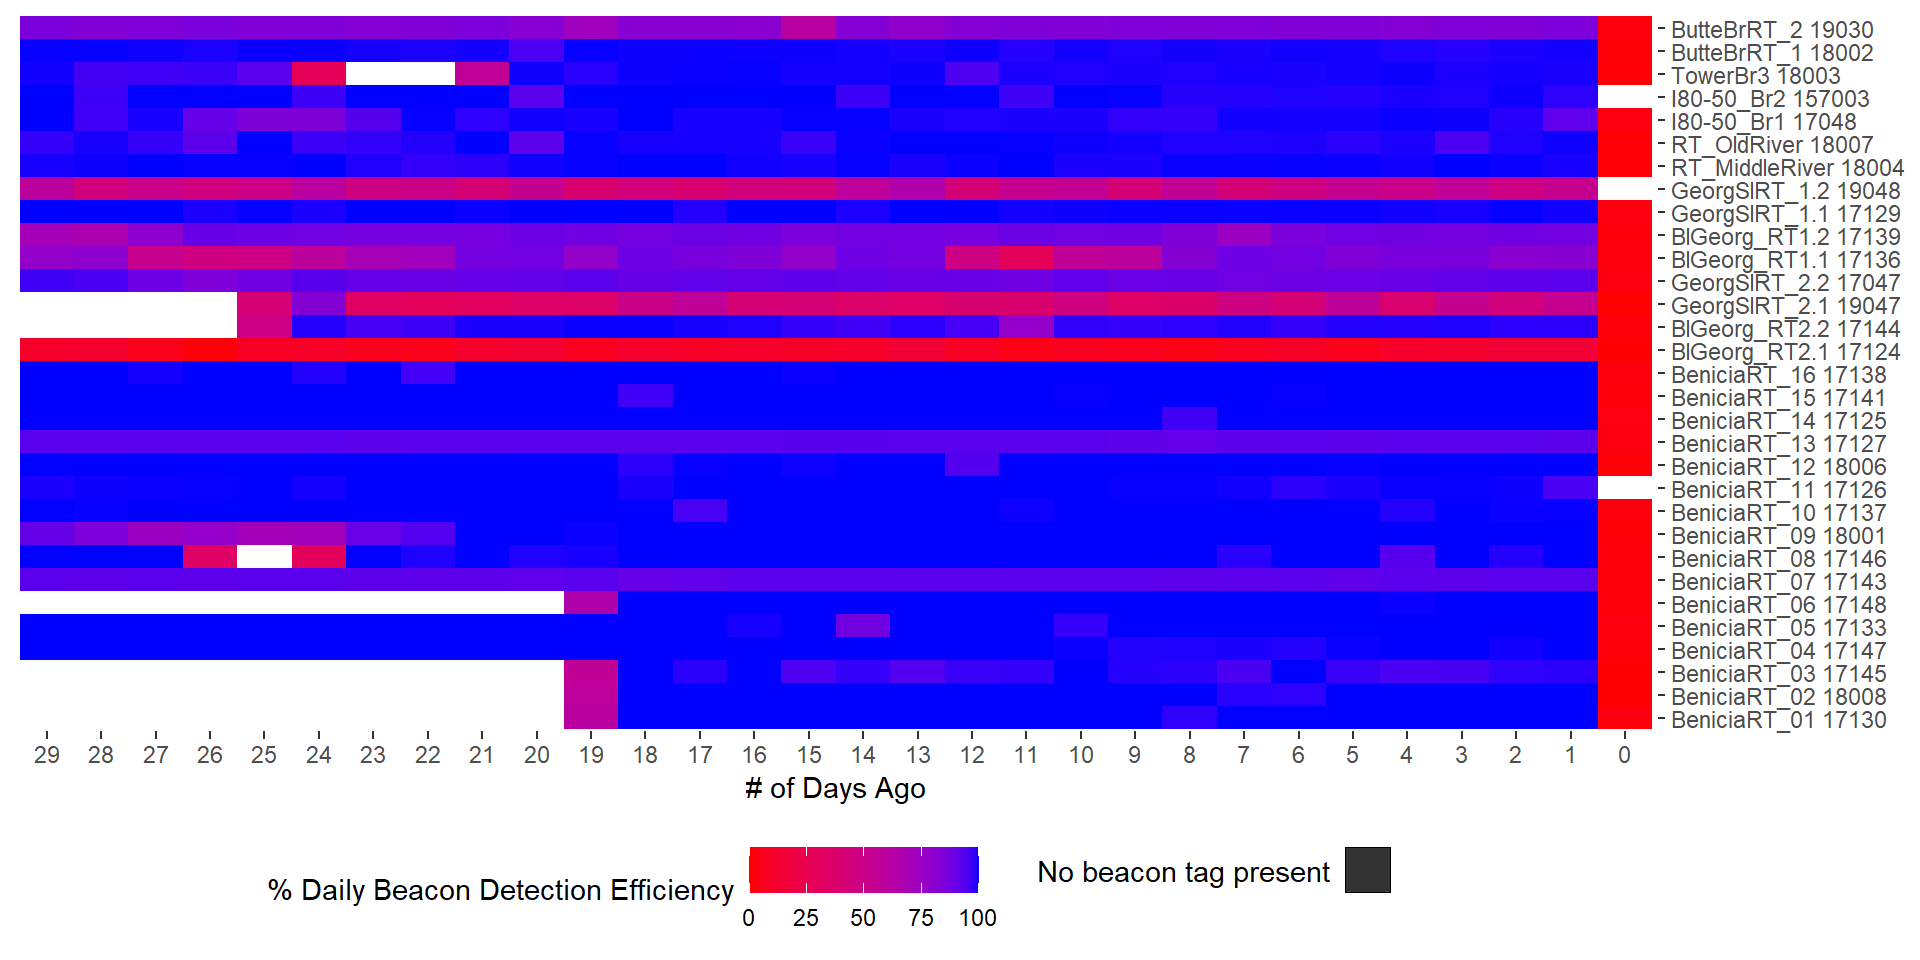 ButteBrRT_2 19030
ButteBrRT_1 18002
TowerBr3 18003
I80-50_Br2 157003
I80-50_Br1 17048
RT_OldRiver 18007
RT_MiddleRiver 18004
GeorgSlRT_1.2 19048
GeorgSlRT_1.1 17129
BlGeorg_RT1.2 17139
BlGeorg_RT1.1 17136
GeorgSlRT_2.2 17047
GeorgSlRT_2.1 19047
BlGeorg_RT2.2 17144
BlGeorg_RT2.1 17124
BeniciaRT_16 17138
BeniciaRT_15 17141
BeniciaRT_14 17125
BeniciaRT_13 17127
BeniciaRT_12 18006
BeniciaRT_11 17126
BeniciaRT_10 17137
BeniciaRT_09 18001
BeniciaRT_08 17146
BeniciaRT_07 17143
BeniciaRT_06 17148
BeniciaRT_05 17133
BeniciaRT_04 17147
BeniciaRT_03 17145
BeniciaRT_02 18008
BeniciaRT_01 17130
29 28 27 26 25 24 23 22 21 20 19 18 17 16 15 14 13 12 11 10 9 8 7 6 5 4 3 2 1 0
# of Days Ago
% Daily Beacon Detection Efficiency
0 25 50 75 100
No beacon tag present